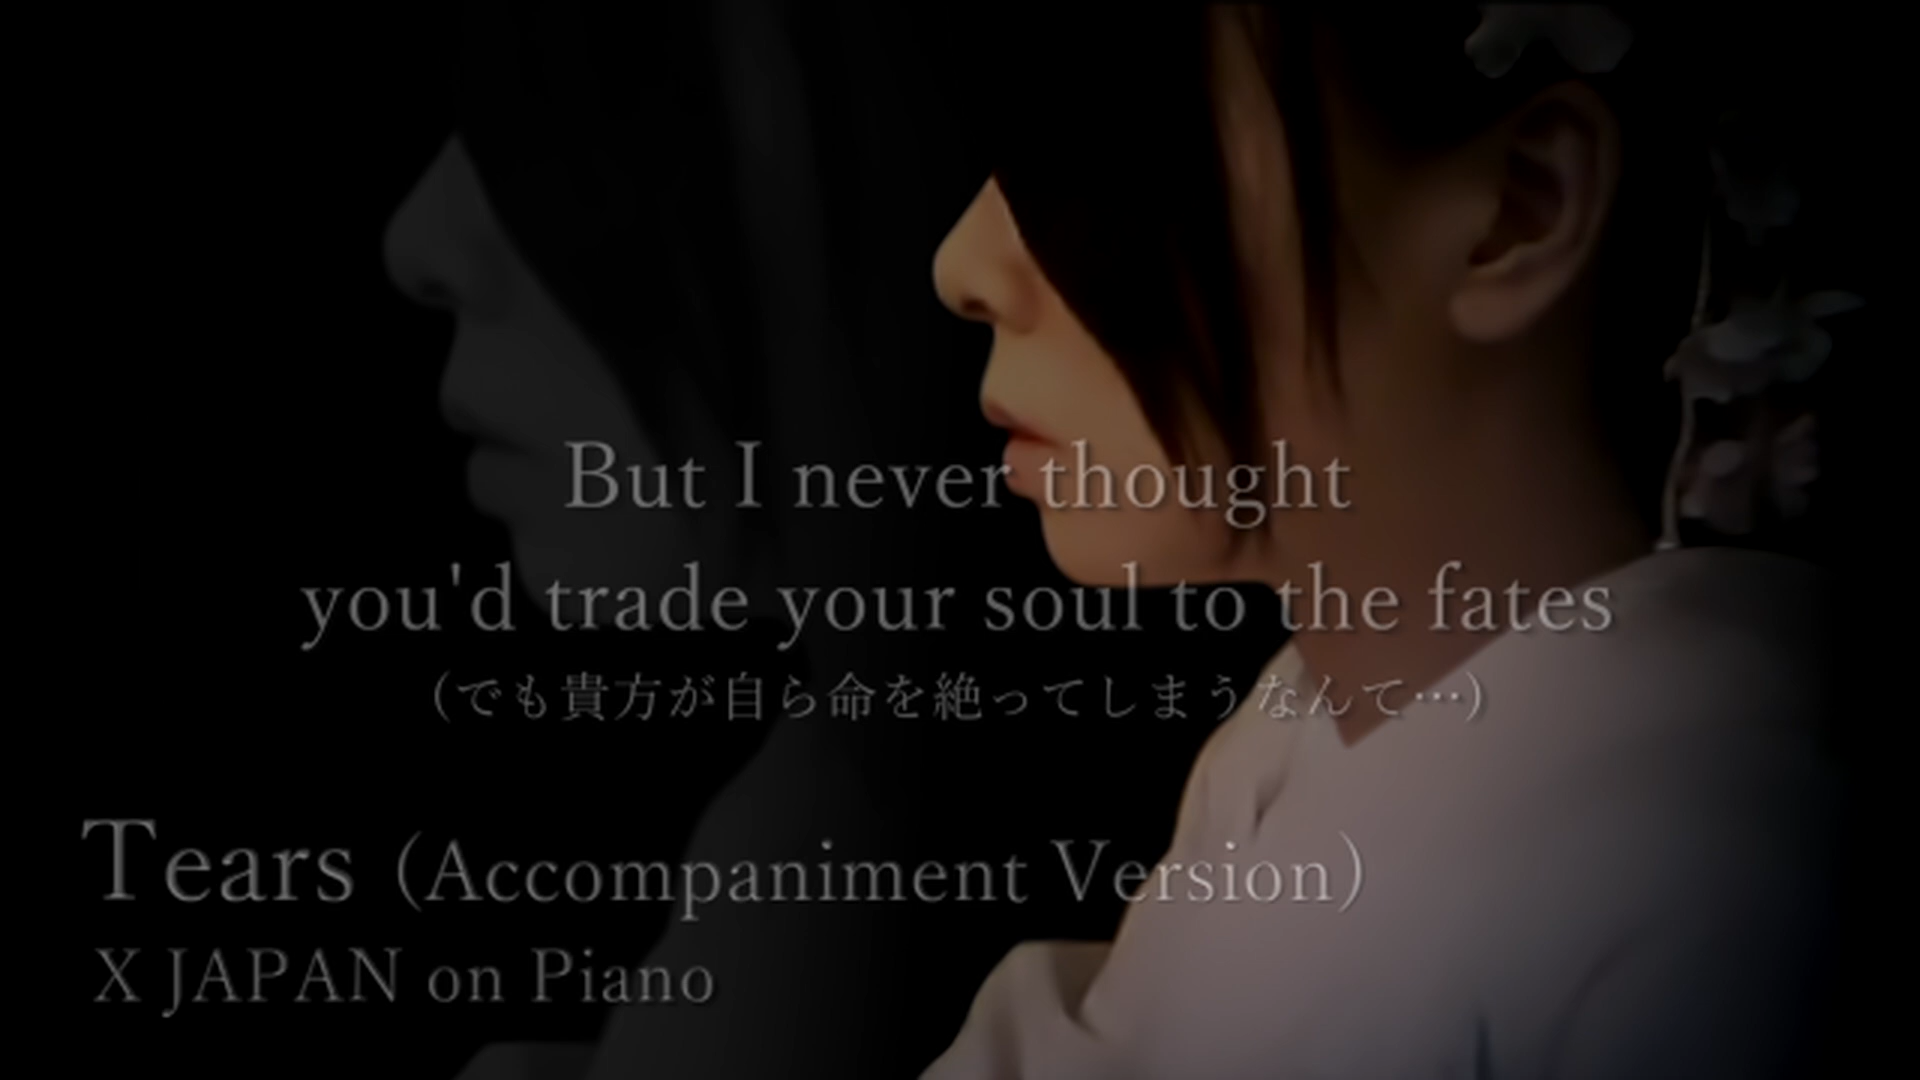 But I never thought
you'd trade your soul to the fates
(でも貴方が自ら命を絶ってしまうなんて…)
Tears (Accompaniment Version)
X JAPAN on Piano